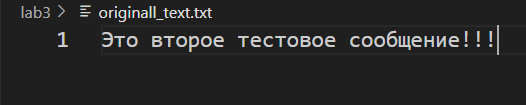 lab3 > originall_text.txt
1 Это второе тестовое сообщение!!!